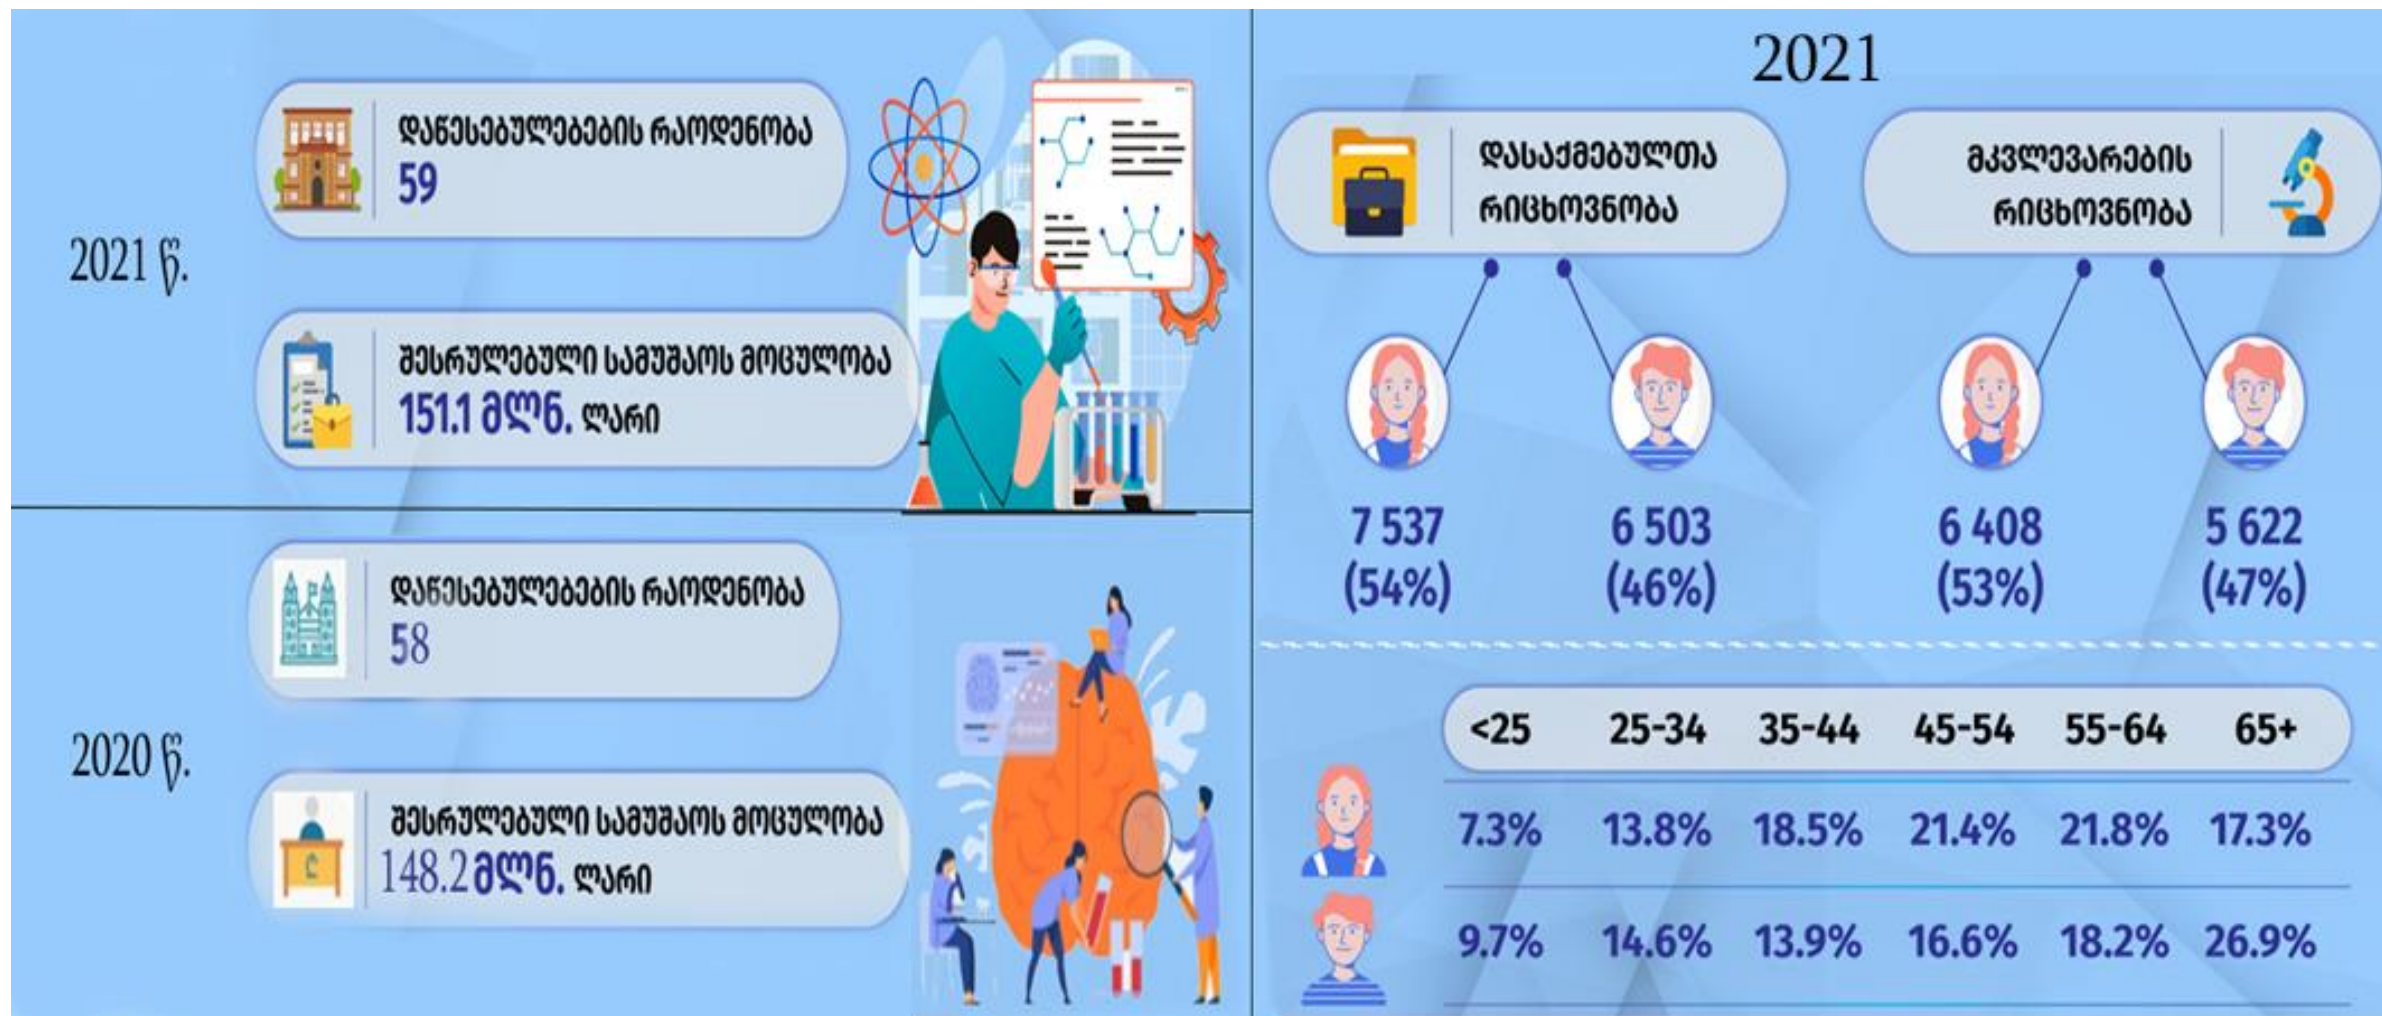 2021 წ.
დაწესებულებების რაოდენობა
59
შესრულებული სამუშაოს მოცულობა
151.1 მლნ. ლარი
2020 წ.
დაწესებულებების რაოდენობა
58
შესრულებული სამუშაოს მოცულობა
148.2 მლნ. ლარი
2021
დასაქმებულთა
რიცხოვნობა
მკვლევარების
რიცხოვნობა
7 537 6 503 6 408 5 622
(54%) (46%) (53%) (47%)
<25 25-34 35-44 45-54 55-64 65+
7.3% 13.8% 18.5% 21.4% 21.8% 17.3%
9.7% 14.6% 13.9% 16.6% 18.2% 26.9%